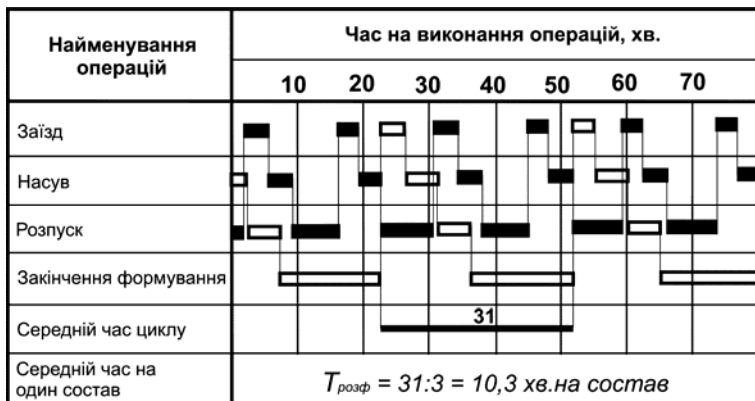 Найменування
операцій
Час на виконання операцій, хв.
10 20 30 40 50 60 70
Заїзд
Насув
Розпуск
Закінчення формування
Середній час циклу
31
Середній час на
один состав
Tрозф = 31:3 = 10,3 хв.на состав